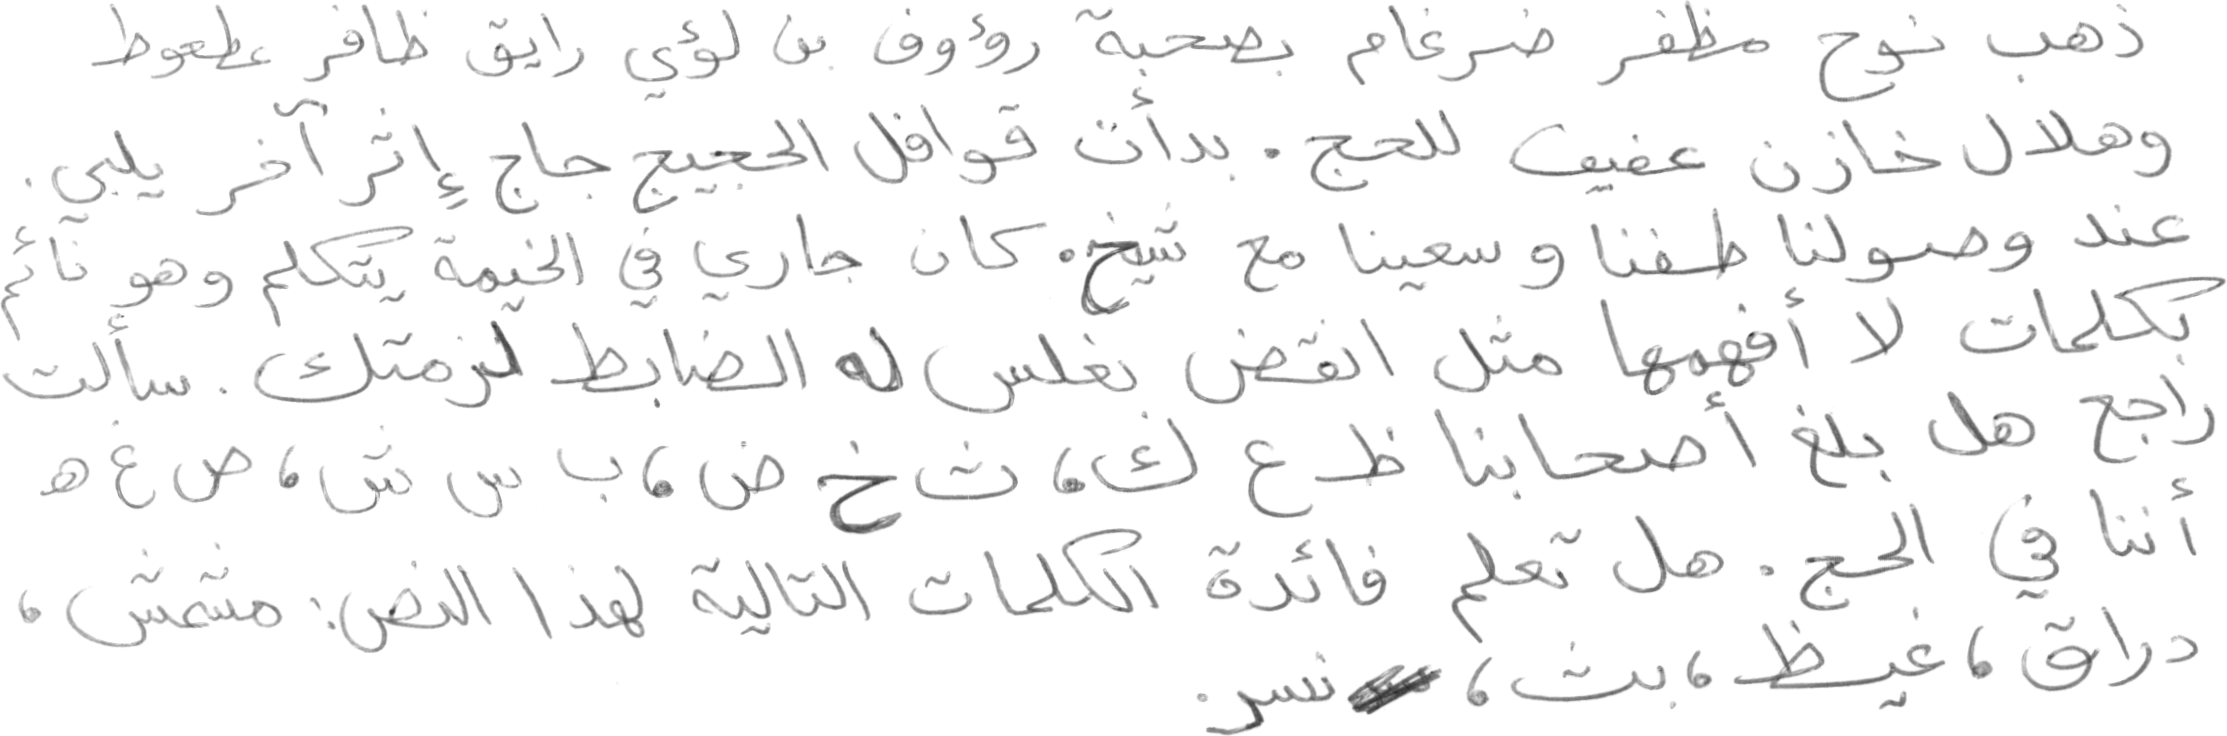 ذهب نوح مظفر ضرغام بصحبة رؤوف بن لؤي رايق ظافر عطعوط
وهلال خازن عفيف للحج. بدأت قوافل الحجيج حاج إثر آخر يلبي.
عند وصولنا طفنا وسعينا مع شيخ. كان جاري في الخيمة يتكلم وهو نائم
بكلمات لا أفهمها مثل انقض نغلس له الضابط لزمتك. سألت
راجح هل بلغ أصحابنا ظ ع ك، ث خ ض، ب س ش، ص غ ه
أننا في الحج. هل تعلم فائدة الكلمات التالية لهذا النص: مشمش،
دراق، غيظ، بث، نسر.